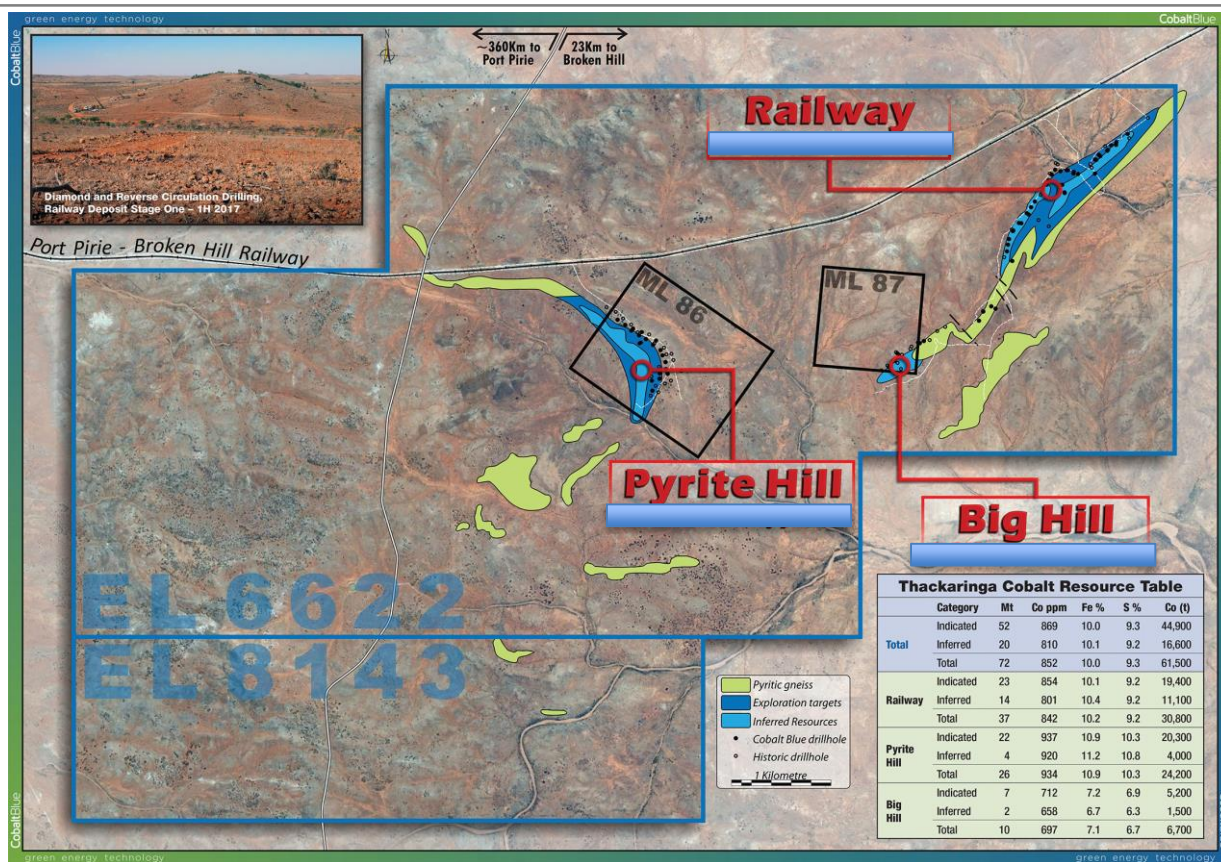 green energy technology
CobaltBlue
CobaltBlue
~360Km to
Port Pirie
23Km to
Broken Hill
N
Railway
Diamond and Reverse Circulation Drilling,
Railway Deposit Stage One – 1H 2017
Port Pirie - Broken Hill Railway
ML 86
ML 87
Pyrite Hill
Big Hill
EL 6622
EL 8143
Pyritic gneiss
Exploration targets
Inferred Resources
Cobalt Blue drillhole
Historic drillhole
1 Kilometre
Thackaringa Cobalt Resource Table
Category Mt Co ppm Fe % S % Co (t)
Total
Indicated 52 869 10.0 9.3 44,900
Inferred 20 810 10.1 9.2 16,600
Total 72 852 10.0 9.3 61,500
Railway
Indicated 23 854 10.1 9.2 19,400
Inferred 14 801 10.4 9.2 11,100
Total 37 842 10.2 9.2 30,800
Pyrite
Hill
Indicated 22 937 10.9 10.3 20,300
Inferred 4 920 11.2 10.8 4,000
Total 26 934 10.9 10.3 24,200
Big
Hill
Indicated 7 712 7.2 6.9 5,200
Inferred 2 658 6.7 6.3 1,500
Total 10 697 7.1 6.7 6,700
CobaltBlue
green energy technology
green energy technology